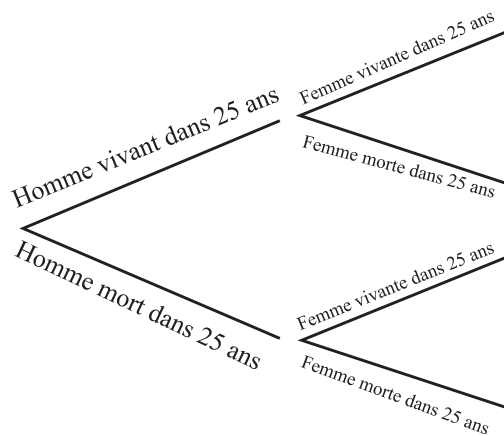 Femme vivante dans 25 ans
Homme vivant dans 25 ans
Femme morte dans 25 ans
Homme mort dans 25 ans
Femme vivante dans 25 ans
Femme morte dans 25 ans